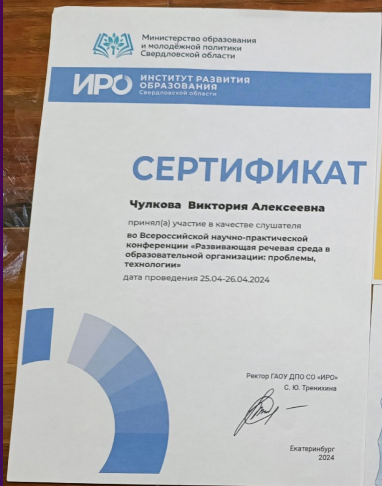 Министерство образования
и молодёжной политики
Свердловской области
ИРО
ИНСТИТУТ РАЗВИТИЯ
ОБРАЗОВАНИЯ
Свердловской области
СЕРТИФИКАТ
Чулкова Виктория Алексеевна
принял(а) участие в качестве слушателя
во Всероссийской научно-практической
конференции «Развивающая речевая среда в
образовательной организации: проблемы,
технологии»
дата проведения 25.04-26.04.2024
Ректор ГАОУ ДПО СО «ИРО»
С. Ю. Тренихина
Екатеринбург
2024